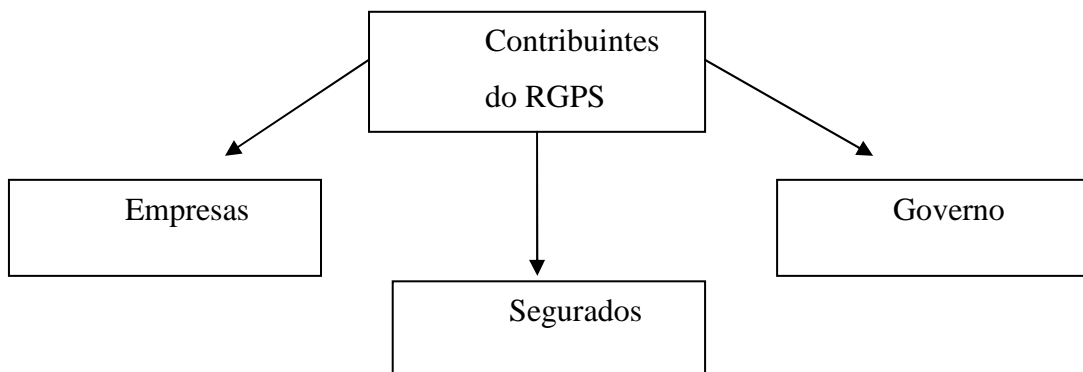 Contribuintes
do RGPS
Empresas
Governo
Segurados